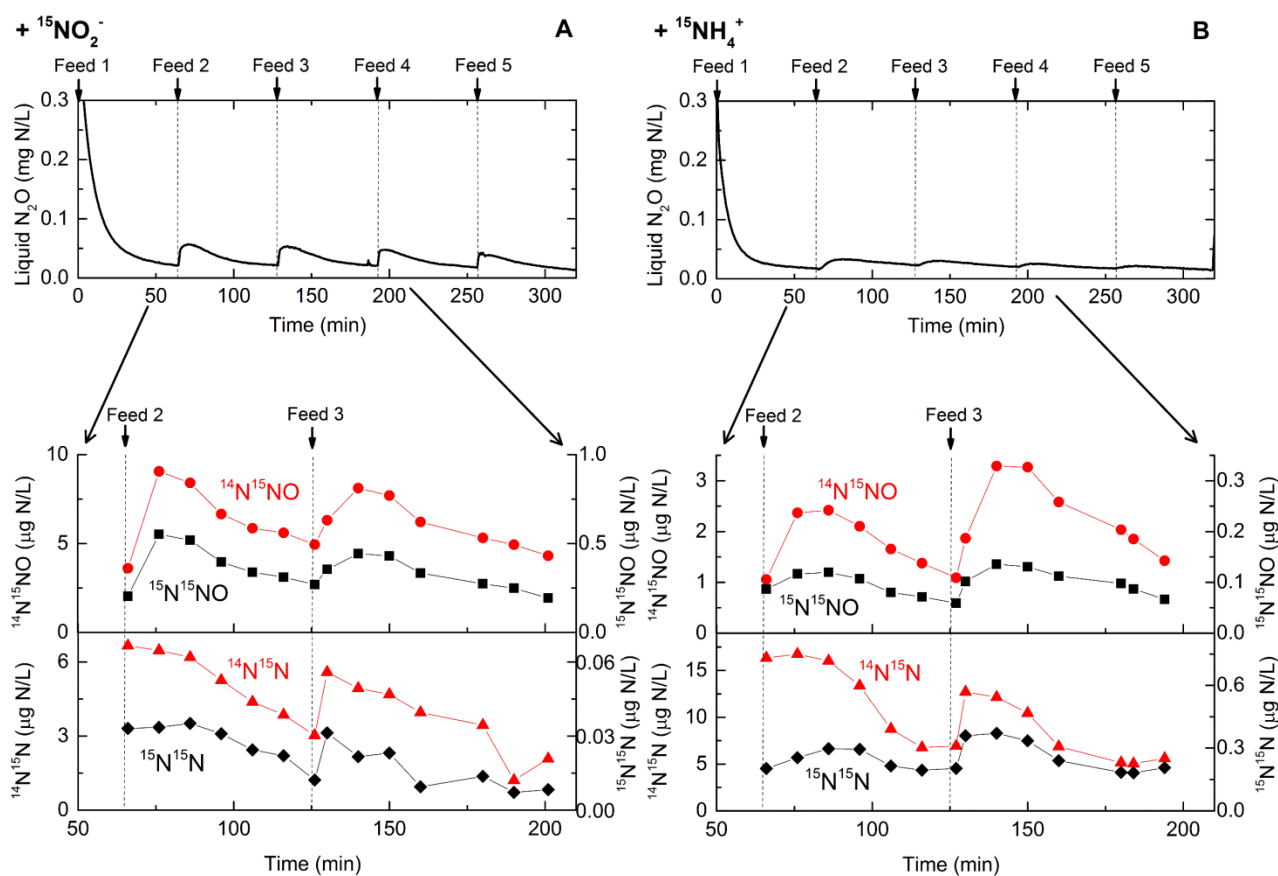 + ¹⁵NO₂⁻ A
Feed 1 Feed 2 Feed 3 Feed 4 Feed 5
Liquid N₂O (mg N/L)
0.3
0.2
0.1
0.0
0 50 100 150 200 250 300
Time (min)
Feed 2 Feed 3
¹⁴N¹⁵NO (µg N/L)
10
5
0
¹⁴N¹⁵NO
¹⁵N¹⁵NO
1.0
0.5
0.0
¹⁵N¹⁵NO (µg N/L)
¹⁴N¹⁵N (µg N/L)
6
3
0
¹⁴N¹⁵N
¹⁵N¹⁵N
0.06
0.03
0.00
¹⁵N¹⁵N (µg N/L)
50 100 150 200
Time (min)
+ ¹⁵NH₄⁺ B
Feed 1 Feed 2 Feed 3 Feed 4 Feed 5
Liquid N₂O (mg N/L)
0.3
0.2
0.1
0.0
0 50 100 150 200 250 300
Time (min)
Feed 2 Feed 3
¹⁴N¹⁵NO (µg N/L)
3
2
1
0
¹⁴N¹⁵NO
¹⁵N¹⁵NO
0.3
0.2
0.1
0.0
¹⁵N¹⁵NO (µg N/L)
¹⁴N¹⁵N (µg N/L)
15
10
5
0
¹⁴N¹⁵N
¹⁵N¹⁵N
0.6
0.3
0.0
¹⁵N¹⁵N (µg N/L)
50 100 150 200
Time (min)